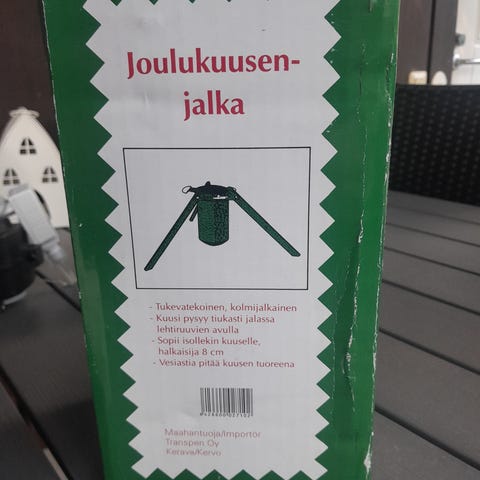 Joulukuusen-
jalka
- Tukevatekoinen, kolmijalkainen
- Kuusi pysyy tiukasti jalassa
lehtiruuvien avulla
- Sopii isollekin kuuselle,
halkaisija 8 cm
- Vesiastia pitää kuusen tuoreena
Maahantuoja/Importör
Transpen Oy
Kerava/Kervo